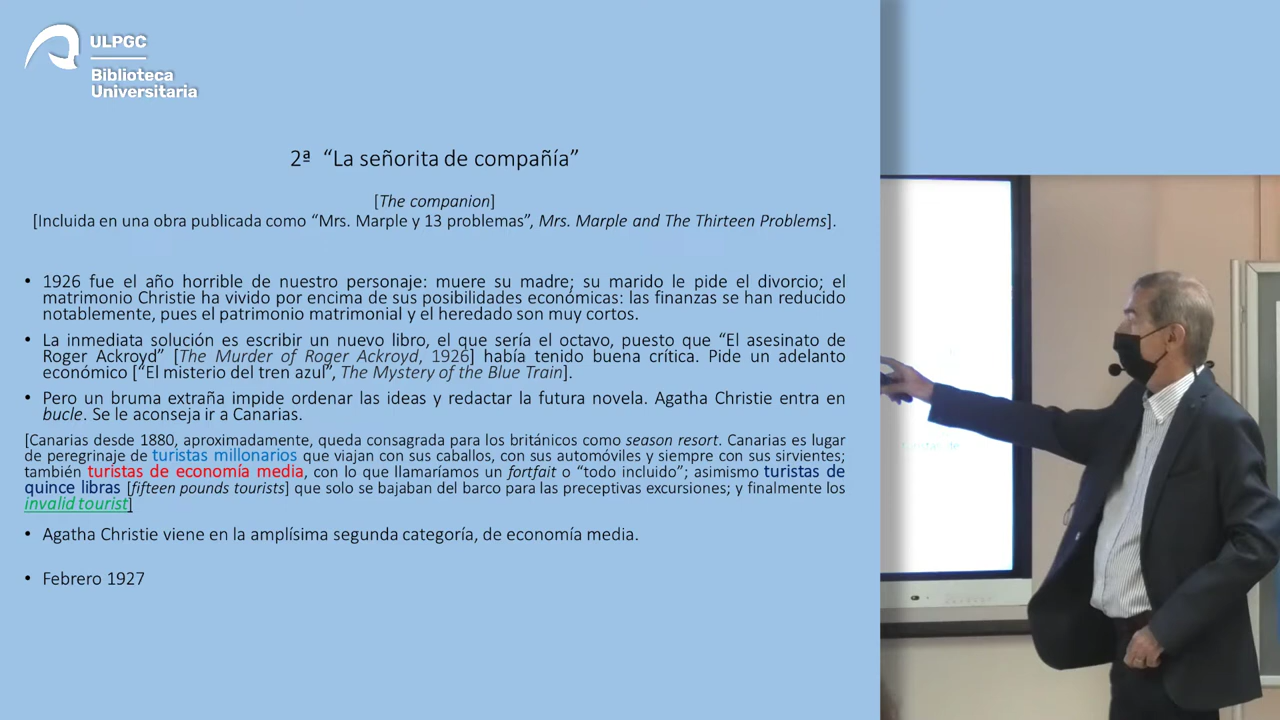 ULPGC
Biblioteca
Universitaria
2ª “La señorita de compañía”
[The companion]
[Incluida en una obra publicada como “Mrs. Marple y 13 problemas”, Mrs. Marple and The Thirteen Problems].
• 1926 fue el año horrible de nuestro personaje: muere su madre; su marido le pide el divorcio; el
matrimonio Christie ha vivido por encima de sus posibilidades económicas: las finanzas se han reducido
notablemente, pues el patrimonio matrimonial y el heredado son muy cortos.
• La inmediata solución es escribir un nuevo libro, el que sería el octavo, puesto que “El asesinato de
Roger Ackroyd” [The Murder of Roger Ackroyd, 1926] había tenido buena crítica. Pide un adelanto
económico [“El misterio del tren azul”, The Mystery of the Blue Train].
• Pero un bruma extraña impide ordenar las ideas y redactar la futura novela. Agatha Christie entra en
bucle. Se le aconseja ir a Canarias.
[Canarias desde 1880, aproximadamente, queda consagrada para los británicos como season resort. Canarias es lugar
de peregrinaje de turistas millonarios que viajan con sus caballos, con sus automóviles y siempre con sus sirvientes;
también turistas de economía media, con lo que llamaríamos un fortfait o “todo incluido”; asimismo turistas de
quince libras [fifteen pounds tourists] que solo se bajaban del barco para las preceptivas excursiones; y finalmente los
invalid tourist]
• Agatha Christie viene en la amplísima segunda categoría, de economía media.
• Febrero 1927